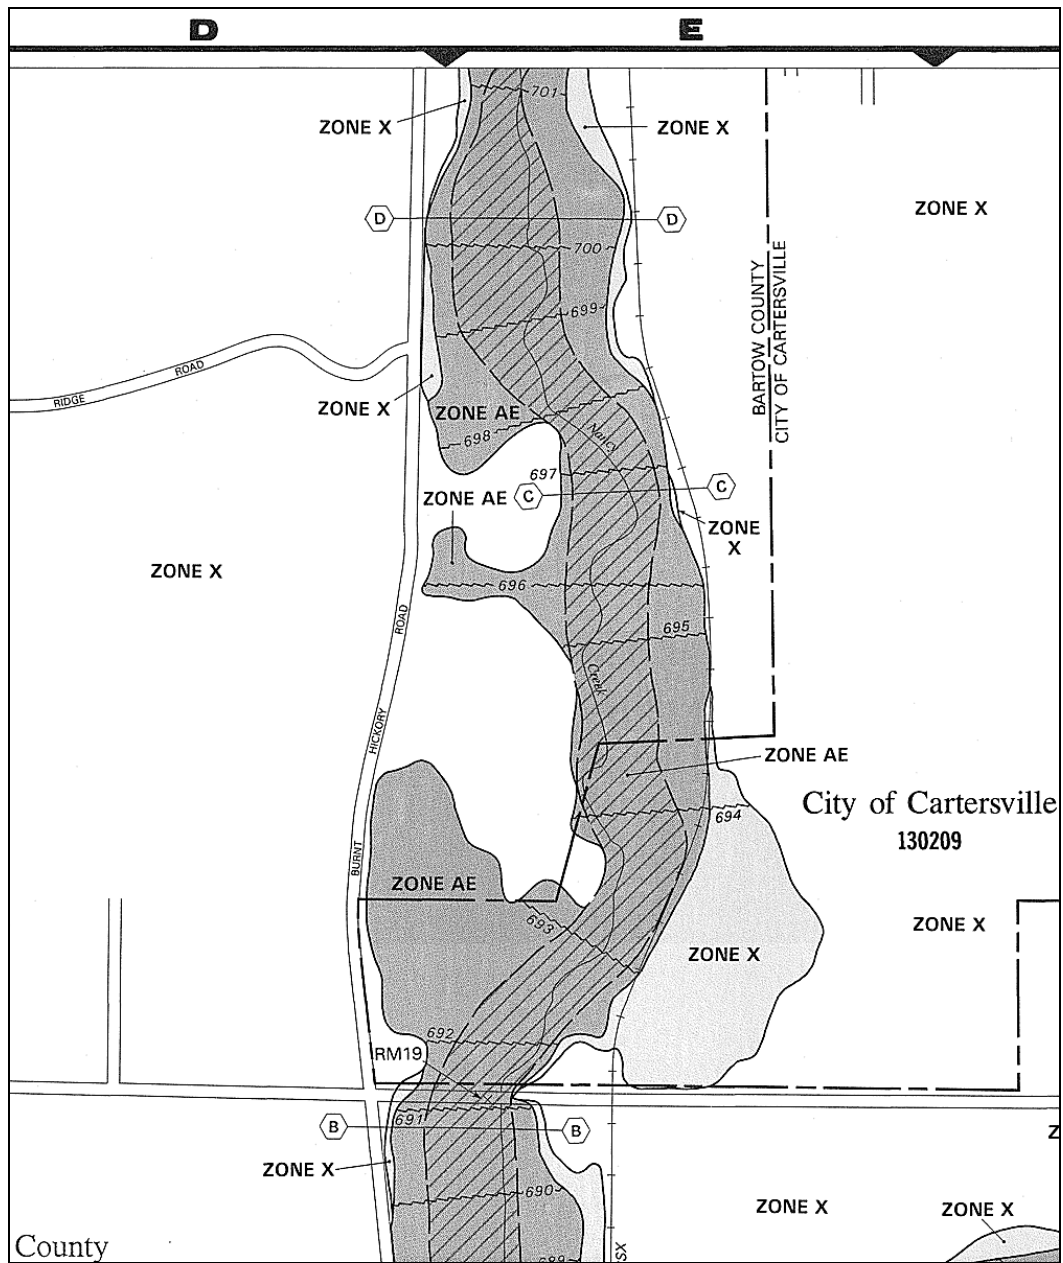 D
E
701
ZONE X
ZONE X
ZONE X
D
D
700
BARTOW COUNTY
CITY OF CARTERSVILLE
699
RIDGE
ROAD
ZONE X
ZONE AE
698
Nancy
697
ZONE AE
C
C
ZONE
X
ZONE X
696
ROAD
695
Creek
HICKORY
ZONE AE
694
City of Cartersville
130209
BURNT
ZONE AE
693
ZONE X
ZONE X
692
RM19
691
B
B
ZONE X
690
ZONE X
ZONE X
County